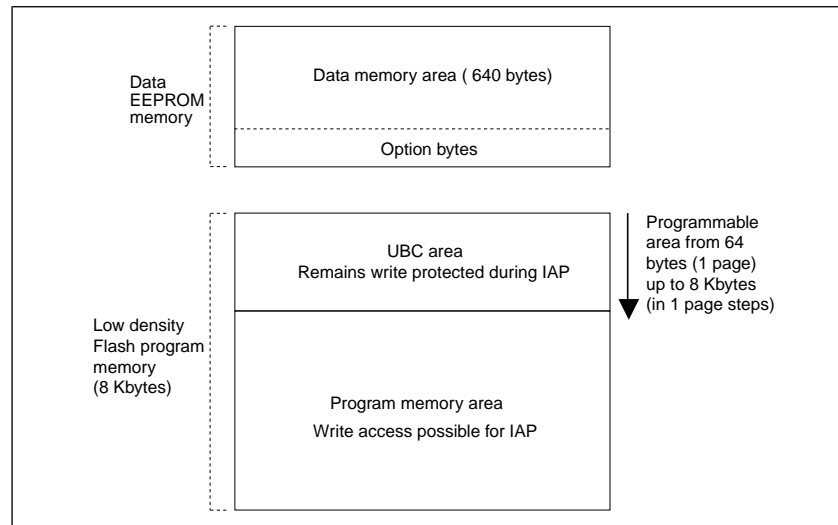 Data
EEPROM
memory
Data memory area ( 640 bytes)
Option bytes
Low density
Flash program
memory
(8 Kbytes)
UBC area
Remains write protected during IAP
Program memory area
Write access possible for IAP
Programmable
area from 64
bytes (1 page)
up to 8 Kbytes
(in 1 page steps)